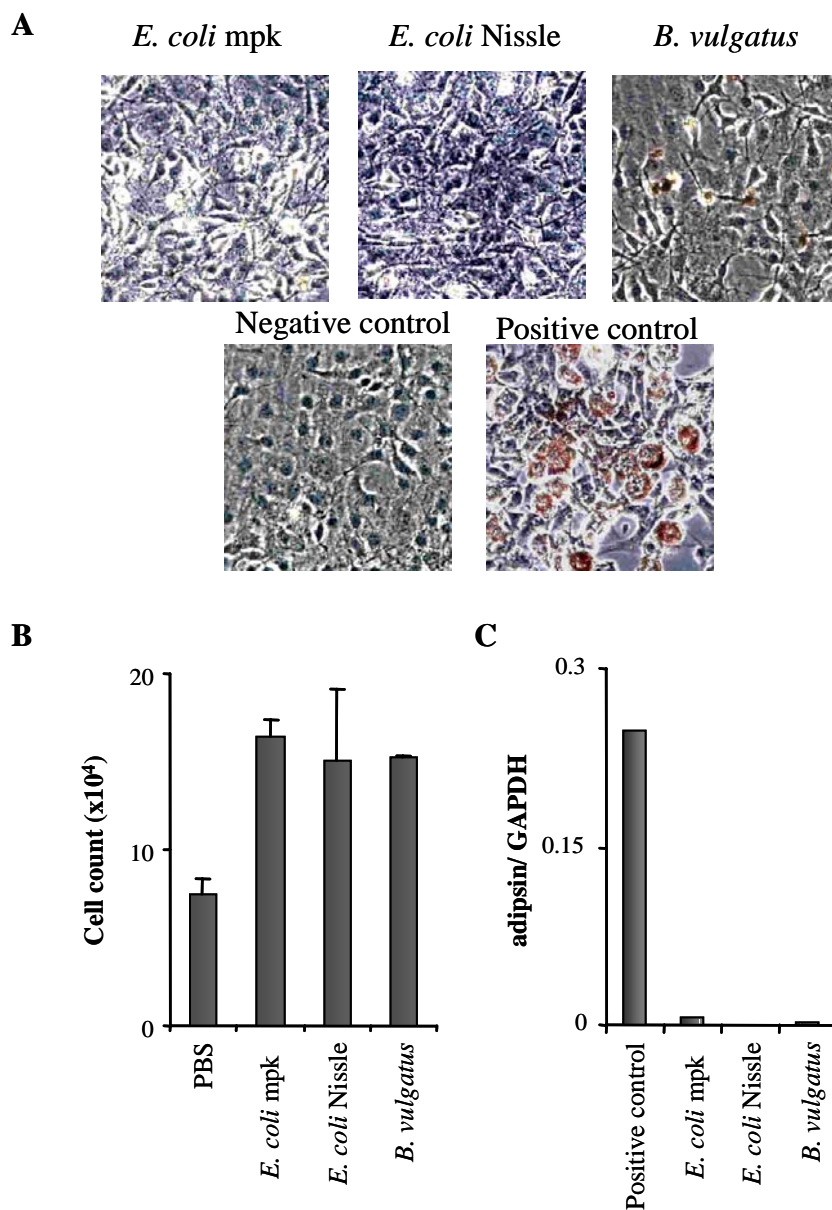 A
E. coli mpk
E. coli Nissle
B. vulgatus
Negative control
Positive control
B
20
10
0
Cell count (x10⁴)
PBS
E. coli mpk
E. coli Nissle
B. vulgatus
C
0.3
0.15
0
adipsin/ GAPDH
Positive control
E. coli mpk
E. coli Nissle
B. vulgatus